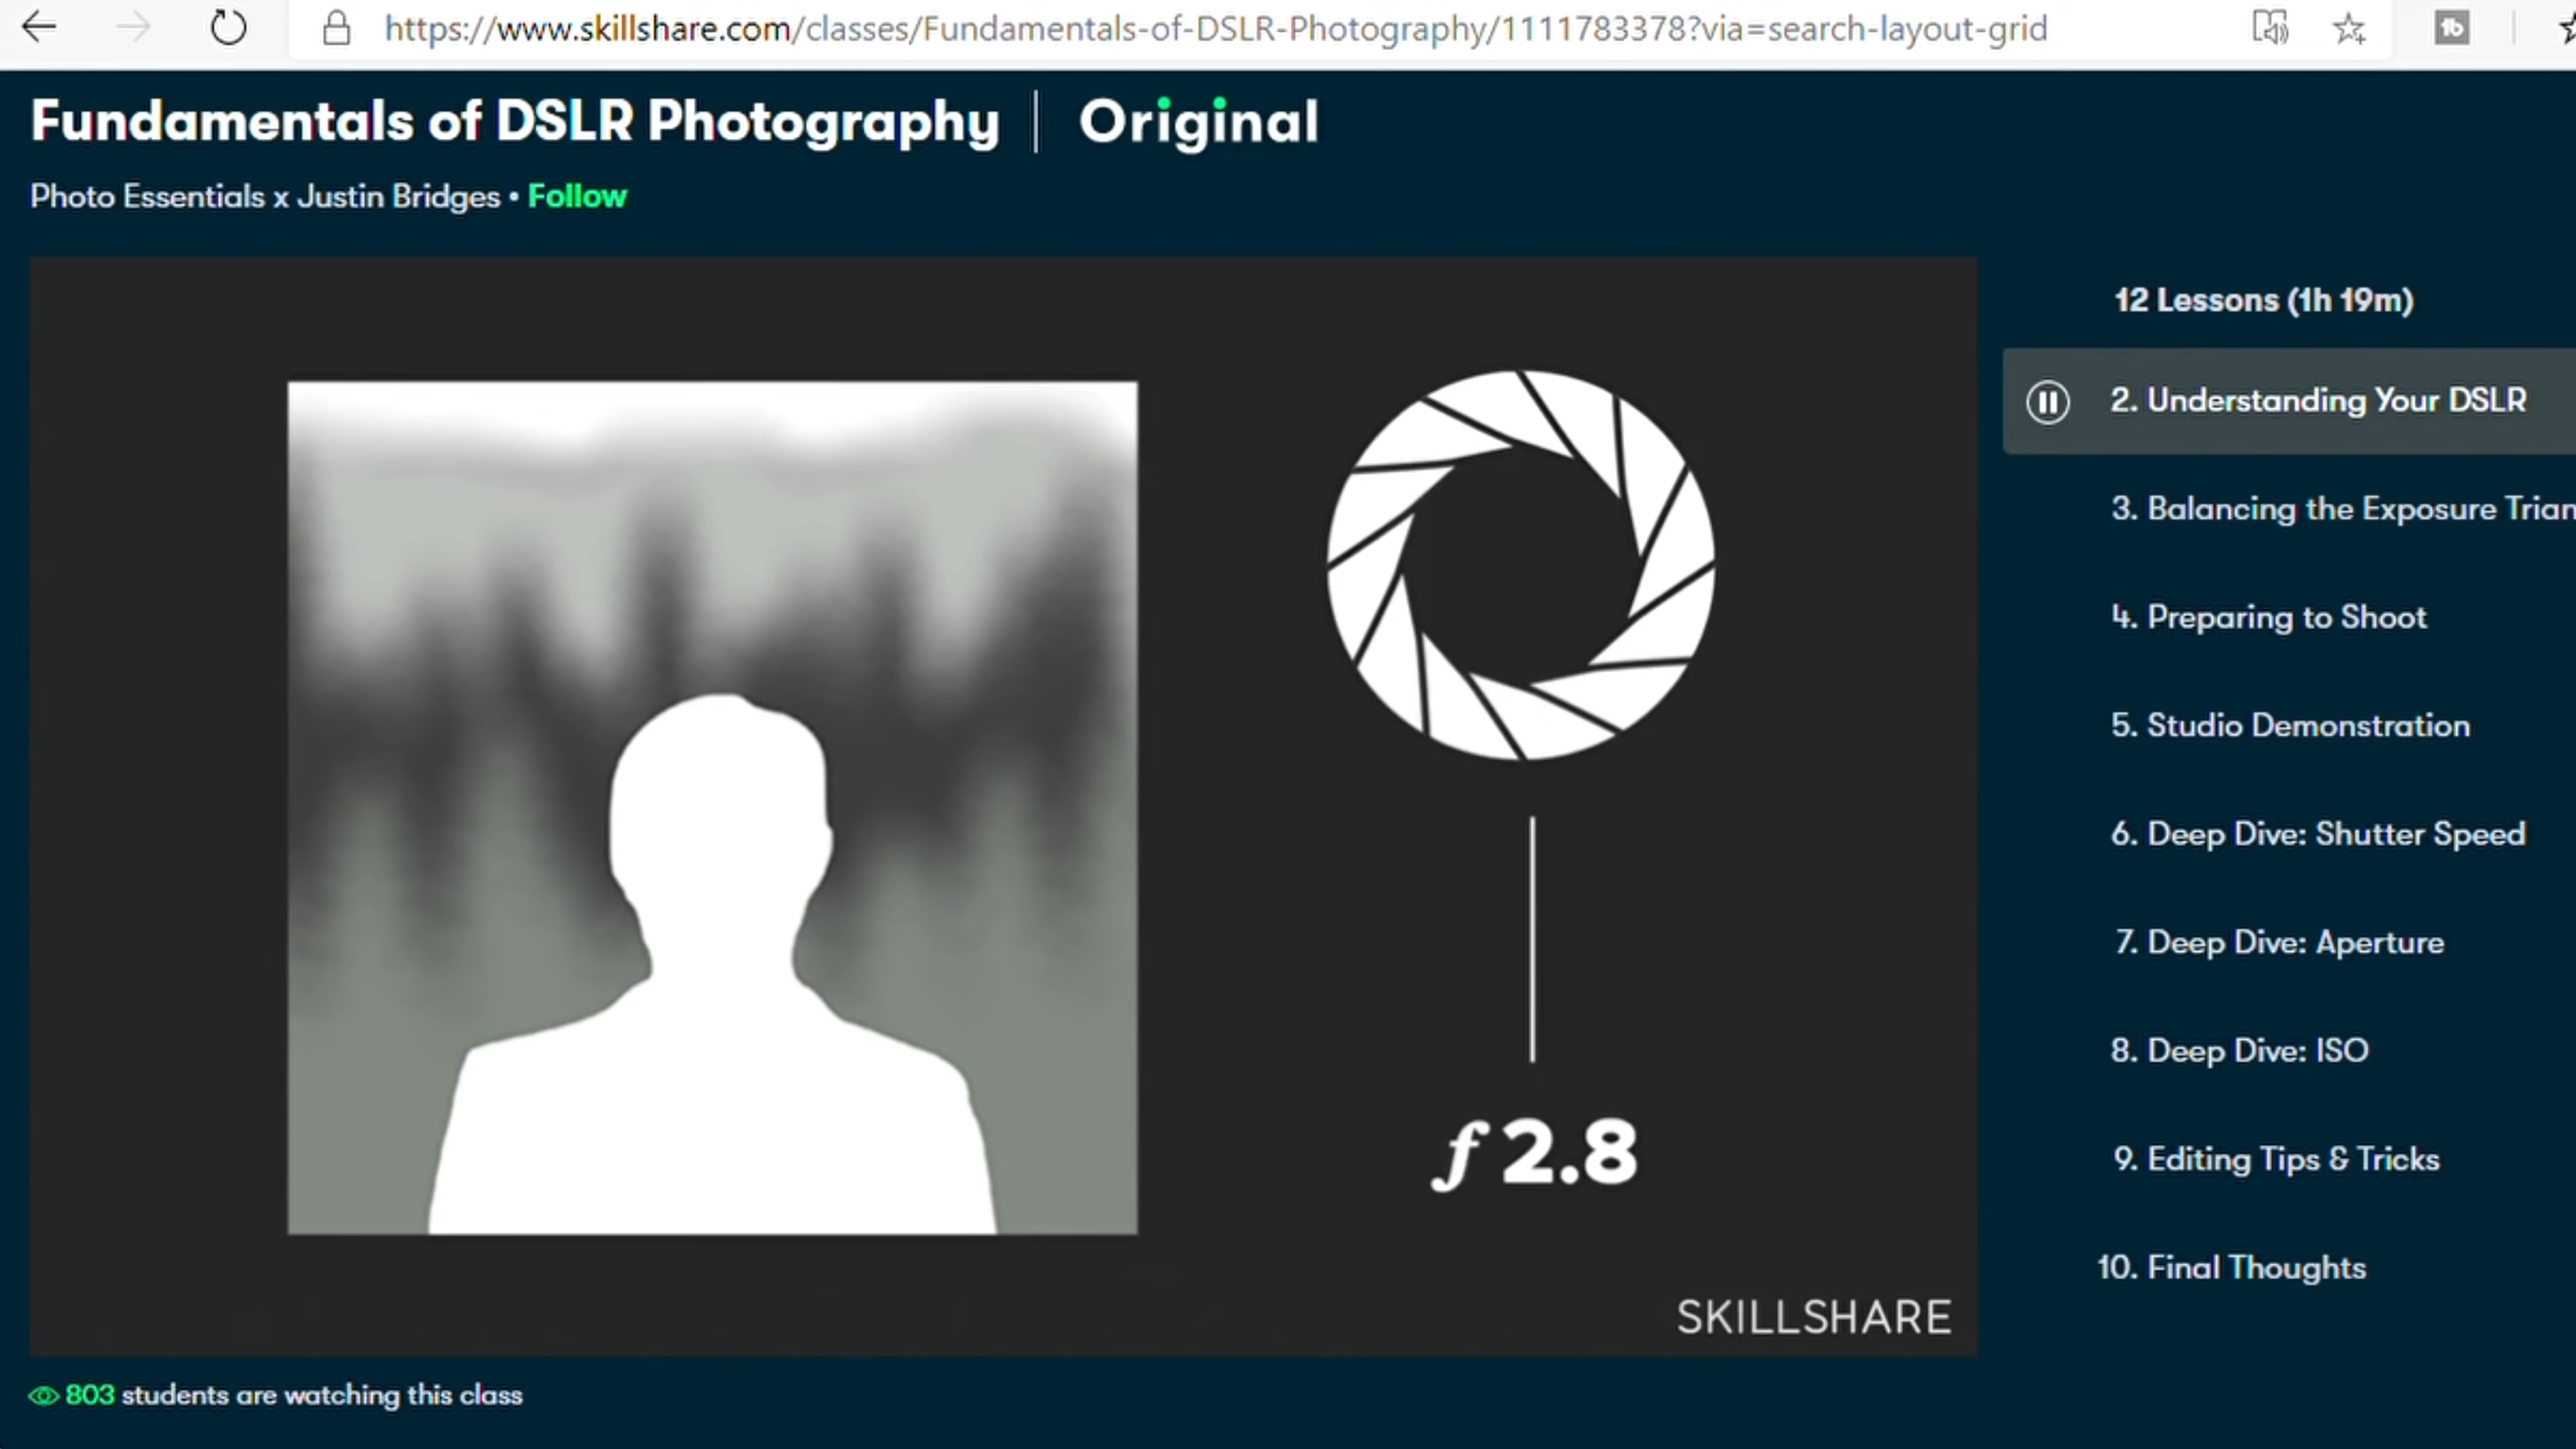 https://www.skillshare.com/classes/Fundamentals-of-DSLR-Photography/1111783378?via=search-layout-grid
Fundamentals of DSLR Photography | Original
Photo Essentials x Justin Bridges • Follow
12 Lessons (1h 19m)
2. Understanding Your DSLR
3. Balancing the Exposure Trian
4. Preparing to Shoot
5. Studio Demonstration
6. Deep Dive: Shutter Speed
7. Deep Dive: Aperture
8. Deep Dive: ISO
9. Editing Tips & Tricks
10. Final Thoughts
f 2.8
SKILLSHARE
803 students are watching this class